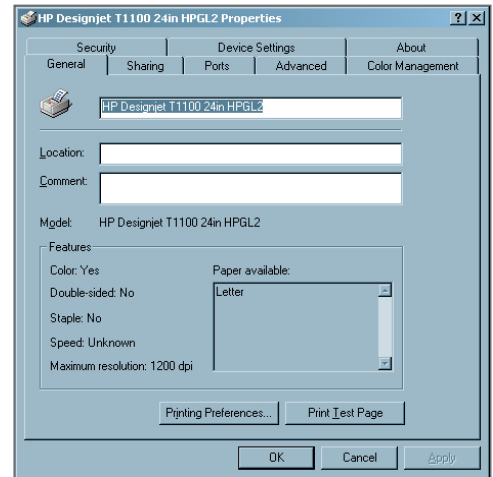 HP Designjet T1100 24in HPGL2 Properties
Security Device Settings About
General Sharing Ports Advanced Color Management
HP Designjet T1100 24in HPGL2
Location:
Comment:
Model: HP Designjet T1100 24in HPGL2
Features
Color: Yes Paper available:
Double-sided: No Letter
Staple: No
Speed: Unknown
Maximum resolution: 1200 dpi
Printing Preferences... Print Test Page
OK Cancel Apply